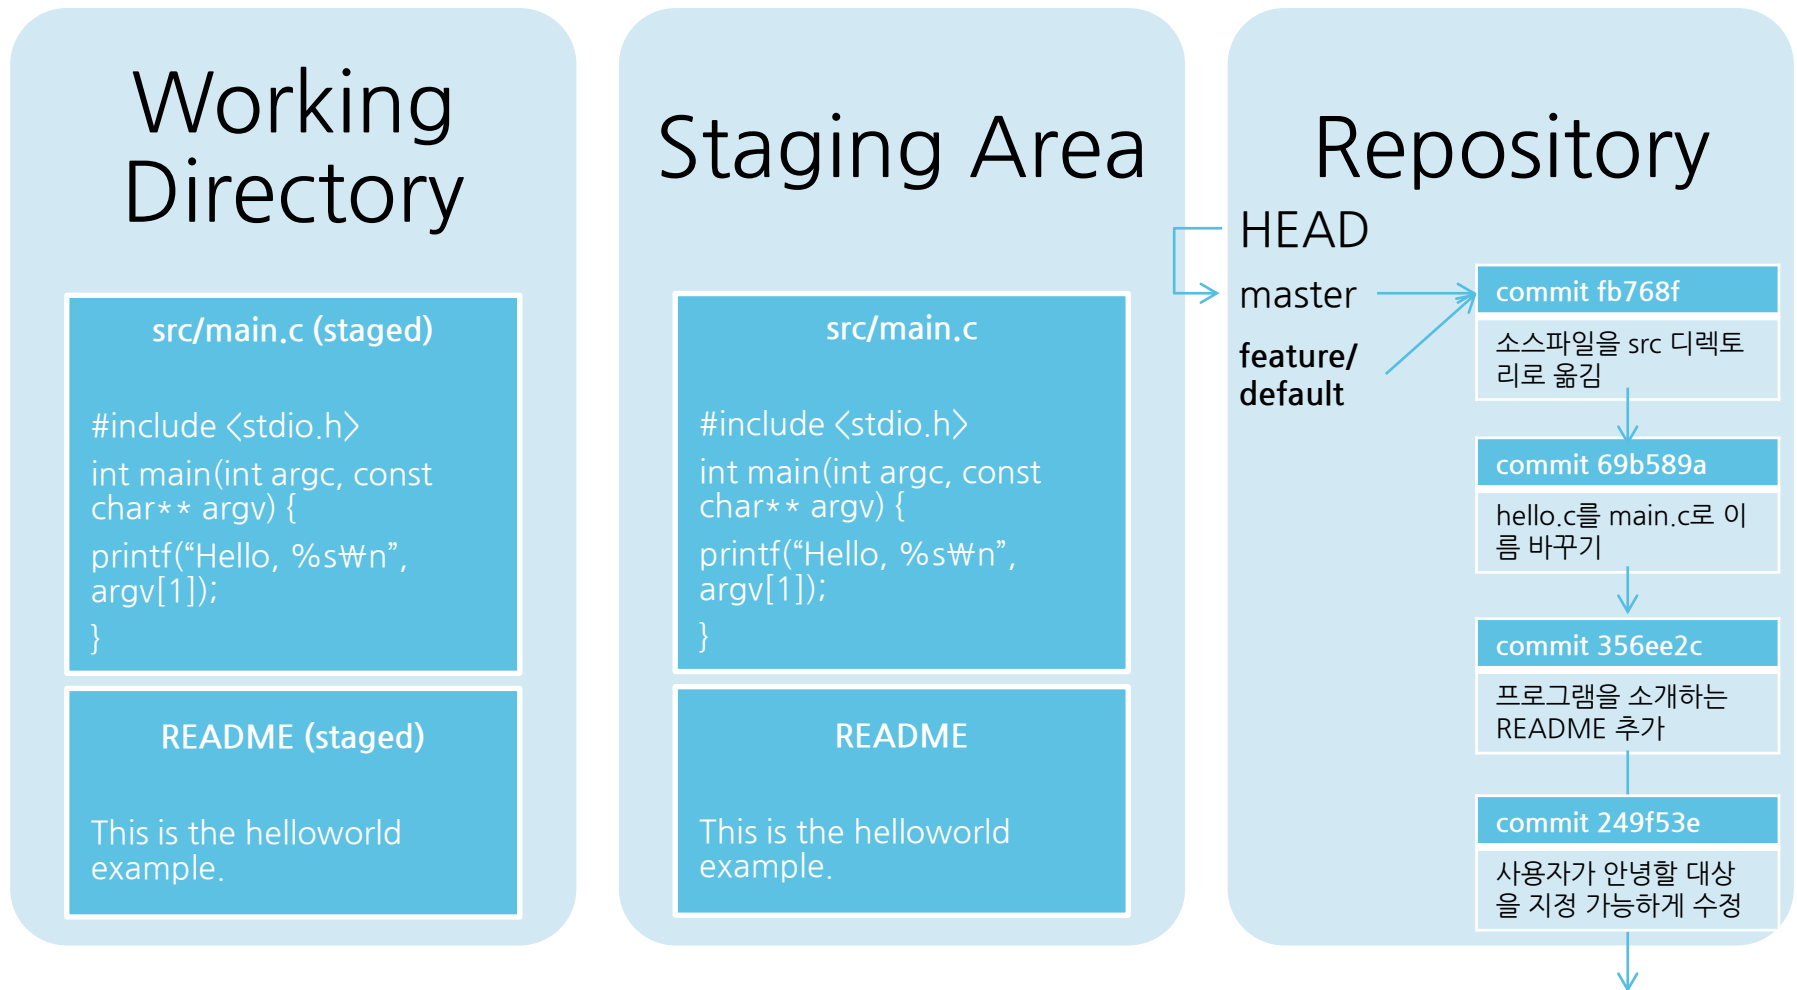 Working
Directory
src/main.c (staged)
#include <stdio.h>
int main(int argc, const
char** argv) {
printf(“Hello, %s₩n”,
argv[1]);
}
README (staged)
This is the helloworld
example.
Staging Area
src/main.c
#include <stdio.h>
int main(int argc, const
char** argv) {
printf(“Hello, %s₩n”,
argv[1]);
}
README
This is the helloworld
example.
Repository
HEAD
master
feature/
default
commit fb768f
소스파일을 src 디렉토
리로 옮김
commit 69b589a
hello.c를 main.c로 이
름 바꾸기
commit 356ee2c
프로그램을 소개하는
README 추가
commit 249f53e
사용자가 안녕할 대상
을 지정 가능하게 수정